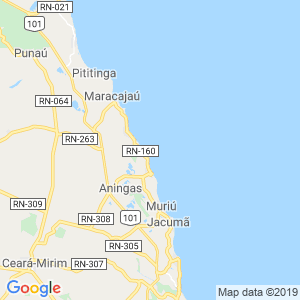 RN-021
101
Punaú
Pititinga
RN-064
Maracajaú
RN-263
RN-160
Aningas
RN-309
Muriú
RN-308
101
Jacumã
RN-305
Ceará-Mirim
RN-307
Google
Map data ©2019